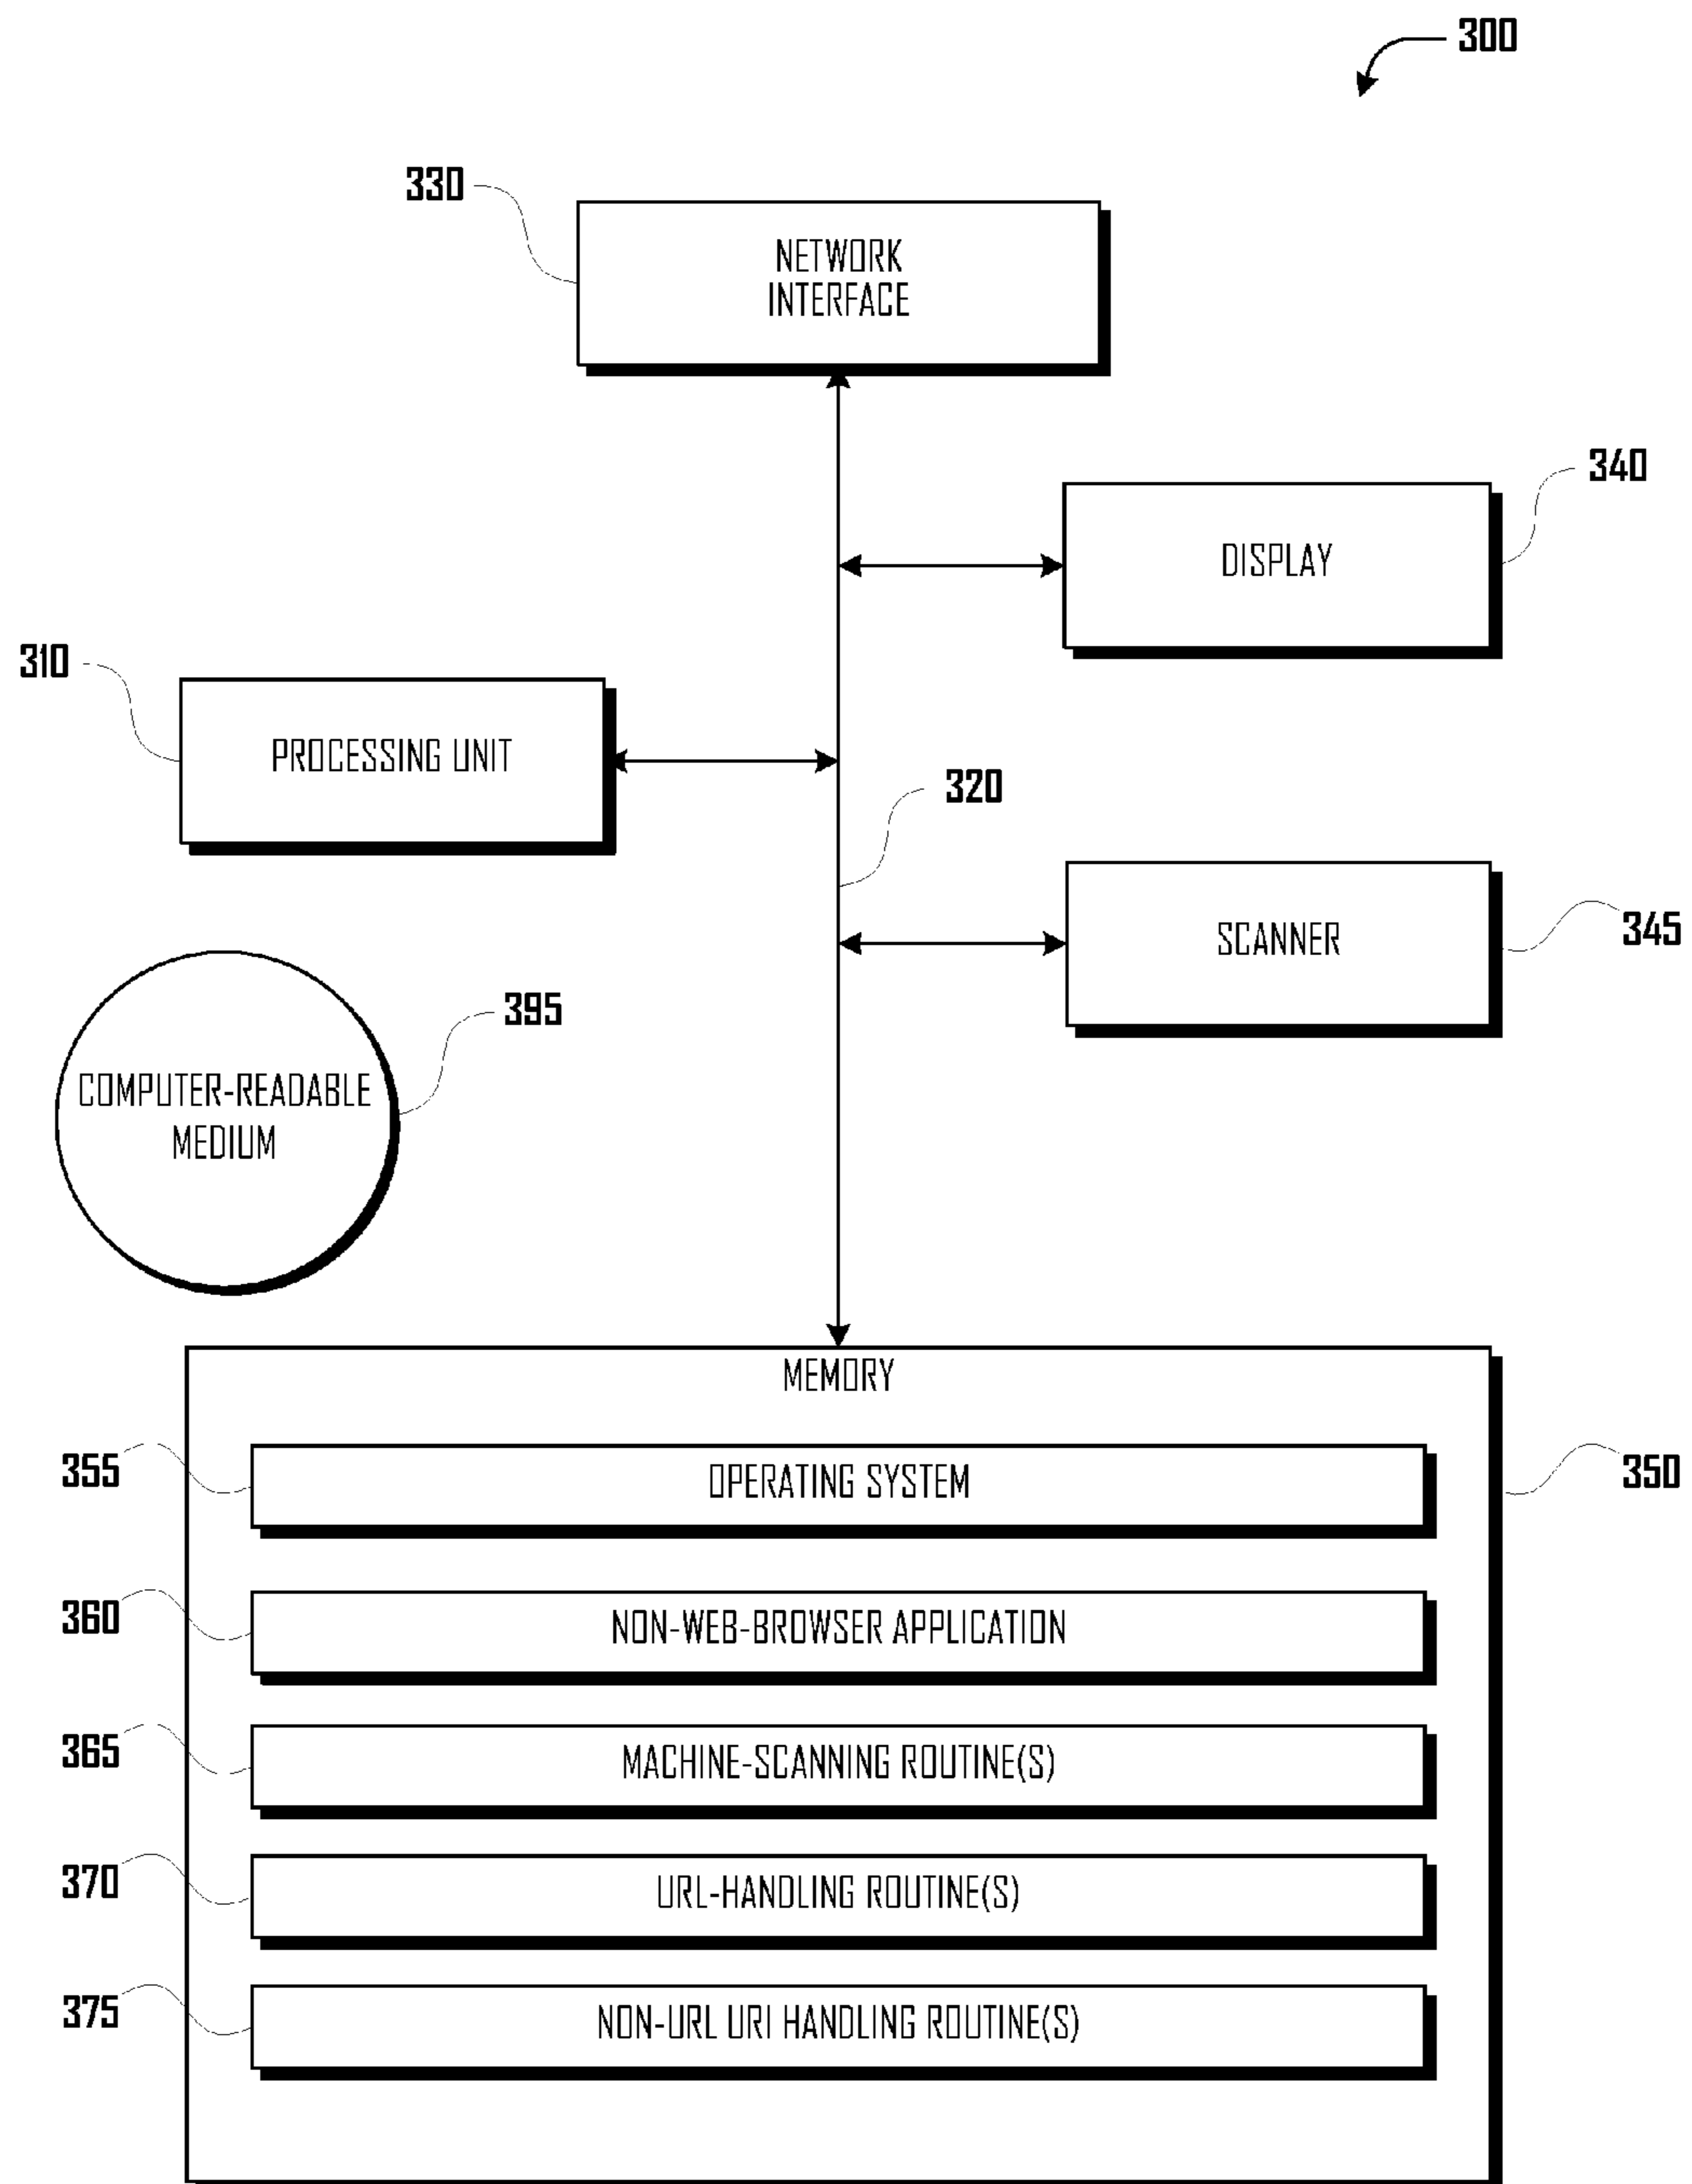 300
330
NETWORK
INTERFACE
340
DISPLAY
310
PROCESSING UNIT
320
345
SCANNER
395
COMPUTER-READABLE
MEDIUM
MEMORY
355
OPERATING SYSTEM
350
360
NON-WEB-BROWSER APPLICATION
365
MACHINE-SCANNING ROUTINE(S)
370
URL-HANDLING ROUTINE(S)
375
NON-URL URI HANDLING ROUTINE(S)